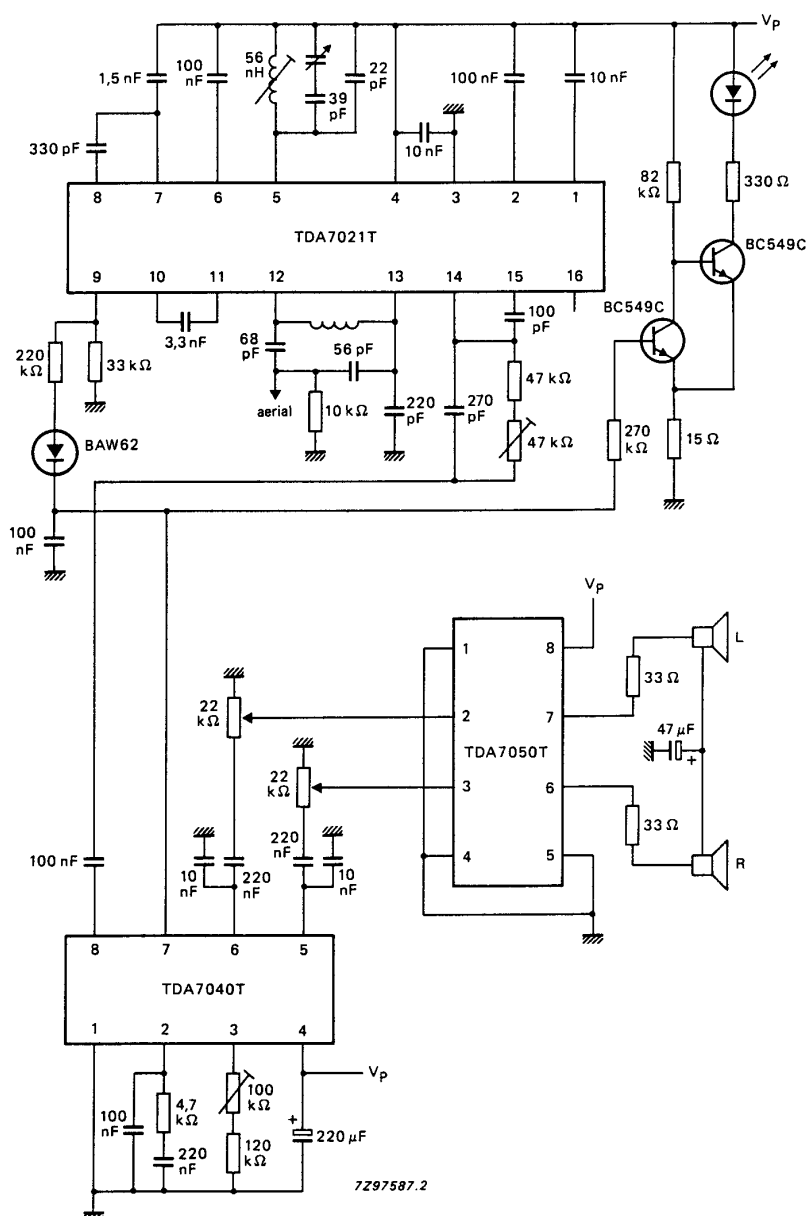 Vp
1,5 nF
100 nF
56 nH
22 pF
39 pF
100 nF
10 nF
330 pF
10 nF
82 kΩ
330 Ω
8 7 6 5 4 3 2 1
TDA7021T
BC549C
9 10 11 12 13 14 15 16
BC549C
100 pF
3,3 nF
220 kΩ
33 kΩ
68 pF
56 pF
47 kΩ
aerial
10 kΩ
220 pF
270 pF
47 kΩ
270 kΩ
15 Ω
BAW62
100 nF
Vp
1 8
L
33 Ω
22 kΩ
2 7
47 µF
TDA7050T
+
22 kΩ
3 6
33 Ω
100 nF
10 nF
220 nF
220 nF
10 nF
4 5
R
8 7 6 5
TDA7040T
1 2 3 4
Vp
100 nF
4,7 kΩ
100 kΩ
+
220 nF
120 kΩ
220 µF
7Z97587.2